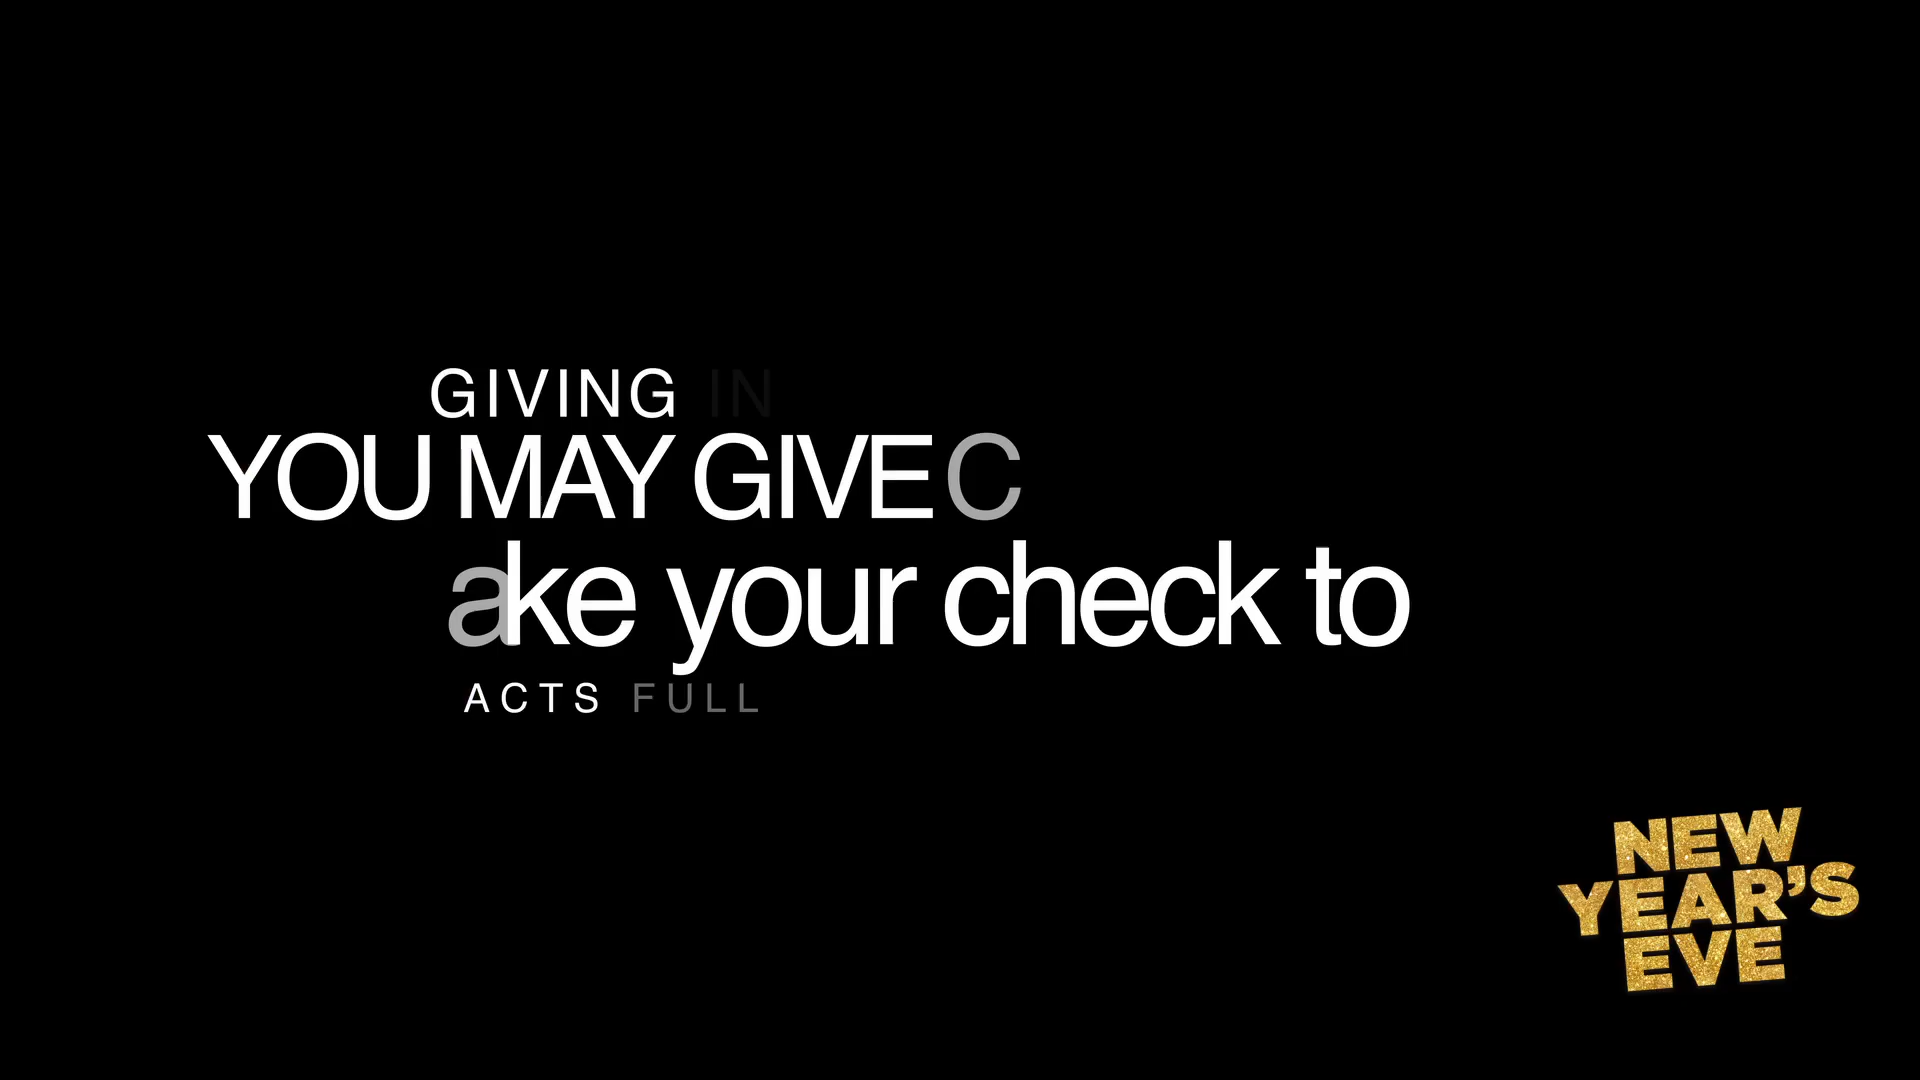 GIVING IN
YOU MAY GIVE C
ake your check to
ACTS FULL
NEW
YEAR'S
EVE